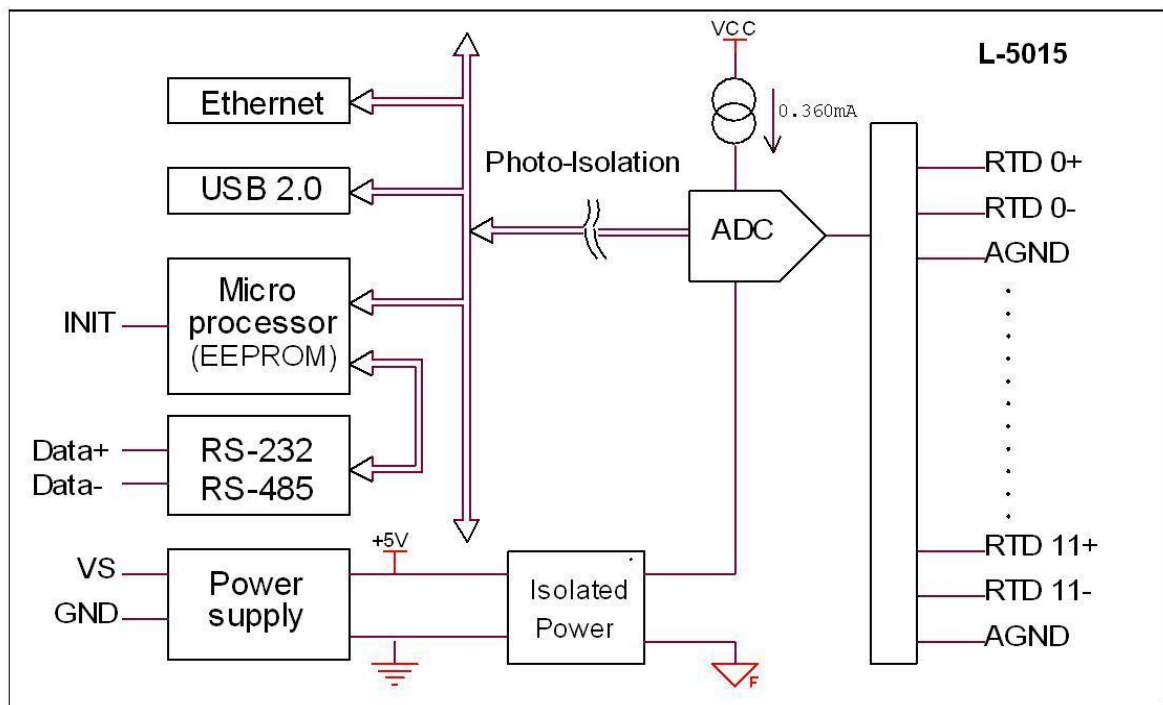 VCC
L-5015
Ethernet
0.360mA
Photo-Isolation
RTD 0+
USB 2.0
RTD 0-
ADC
AGND
Micro
processor
(EEPROM)
INIT
Data+
RS-232
Data-
RS-485
+5V
RTD 11+
VS
Power
supply
Isolated
Power
RTD 11-
GND
AGND
F